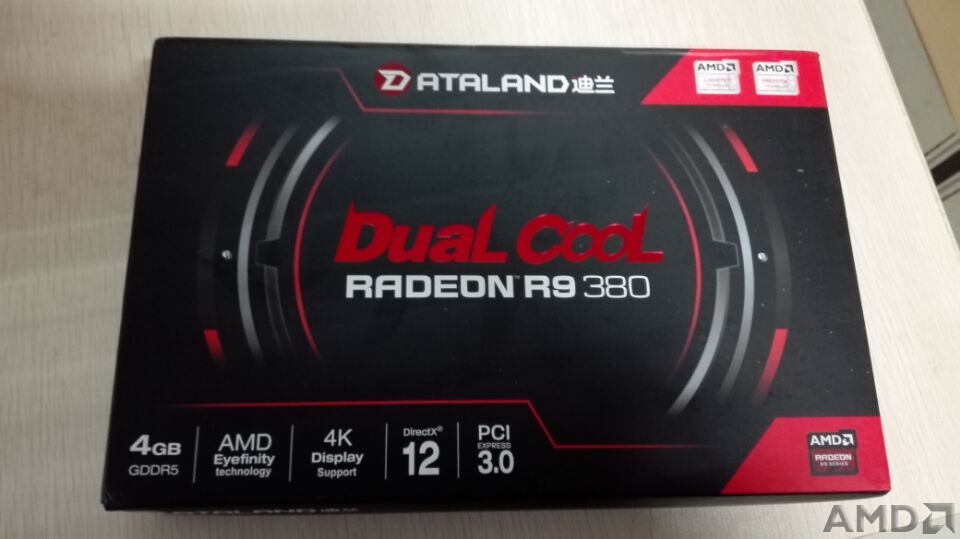 DATALAND迪兰
AMD
AMD
DUAL COOL
RADEON™ R9 380
4GB
GDDR5
AMD
Eyefinity
technology
4K
Display
Support
DirectX®
12
PCI
EXPRESS
3.0
AMD
RADEON
R9 SERIES
AMD